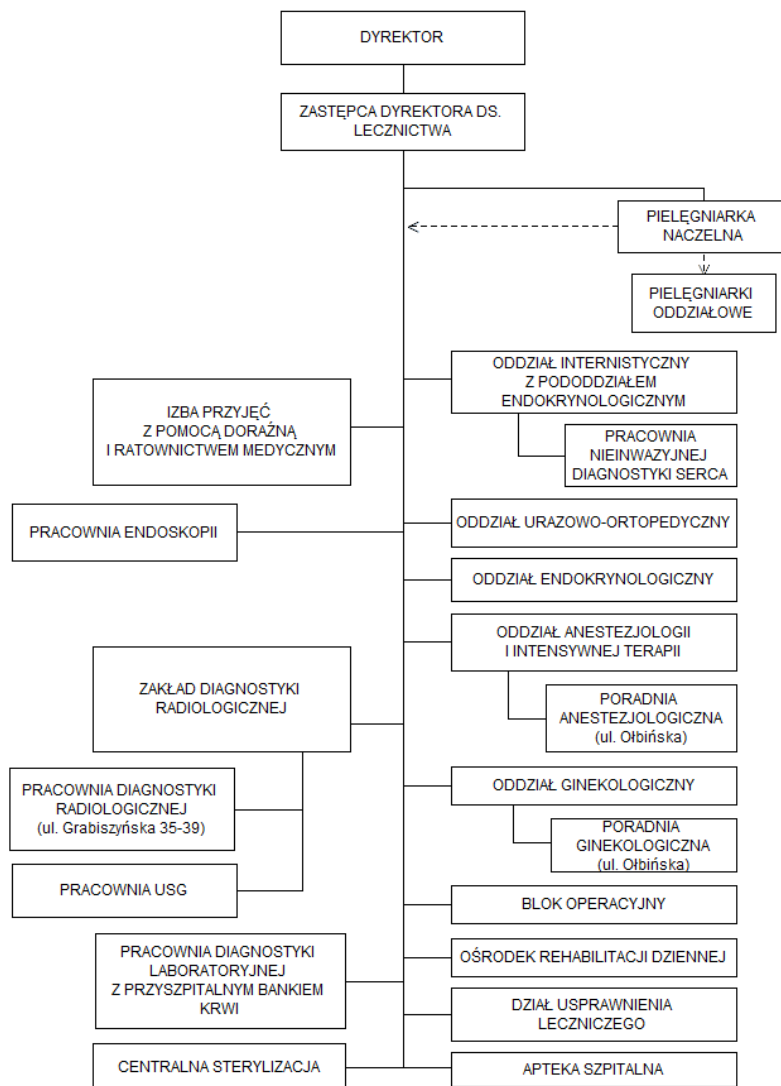 DYREKTOR
ZASTĘPCA DYREKTORA DS.
LECZNICTWA
PIELĘGNIARKA
NACZELNA
PIELĘGNIARKI
ODDZIAŁOWE
IZBA PRZYJĘĆ
Z POMOCĄ DORAŹNĄ
I RATOWNICTWEM MEDYCZNYM
ODDZIAŁ INTERNISTYCZNY
Z PODODDZIAŁEM
ENDOKRYNOLOGICZNYM
PRACOWNIA
NIEINWAZYJNEJ
DIAGNOSTYKI SERCA
PRACOWNIA ENDOSKOPII
ODDZIAŁ URAZOWO-ORTOPEDYCZNY
ODDZIAŁ ENDOKRYNOLOGICZNY
ODDZIAŁ ANESTEZJOLOGII
I INTENSYWNEJ TERAPII
PORADNIA
ANESTEZJOLOGICZNA
(ul. Ołbińska)
ZAKŁAD DIAGNOSTYKI
RADIOLOGICZNEJ
PRACOWNIA DIAGNOSTYKI
RADIOLOGICZNEJ
(ul. Grabiszyńska 35-39)
PRACOWNIA USG
ODDZIAŁ GINEKOLOGICZNY
PORADNIA
GINEKOLOGICZNA
(ul. Ołbińska)
BLOK OPERACYJNY
PRACOWNIA DIAGNOSTYKI
LABORATORYJNEJ
Z PRZYSZPITALNYM BANKIEM
KRWI
OŚRODEK REHABILITACJI DZIENNEJ
DZIAŁ USPRAWNIENIA
LECZNICZEGO
CENTRALNA STERYLIZACJA
APTEKA SZPITALNA